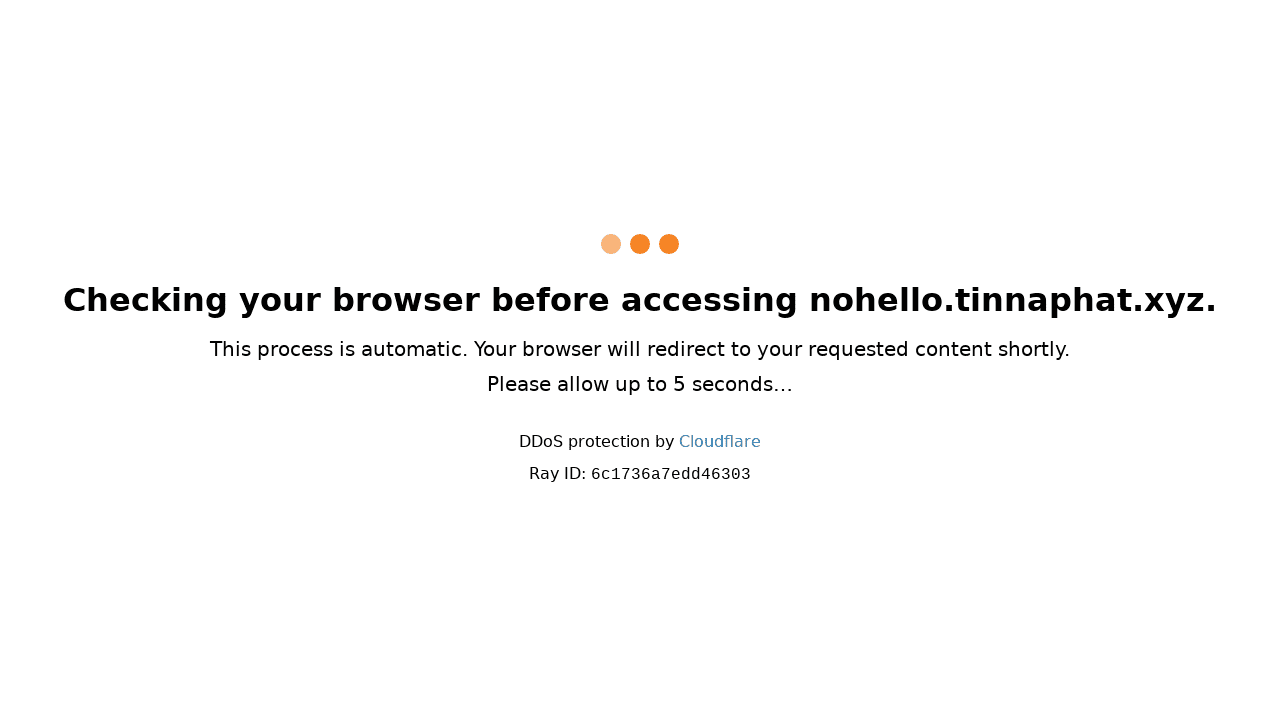 Checking your browser before accessing nohello.tinnaphat.xyz.
This process is automatic. Your browser will redirect to your requested content shortly.
Please allow up to 5 seconds…
DDoS protection by Cloudflare
Ray ID: 6c1736a7edd46303